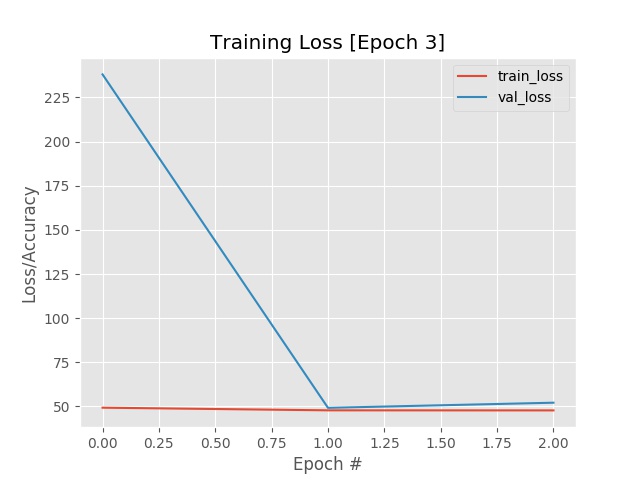 Training Loss [Epoch 3]
train_loss
val_loss
225
200
175
150
125
100
75
50
Loss/Accuracy
0.00 0.25 0.50 0.75 1.00 1.25 1.50 1.75 2.00
Epoch #